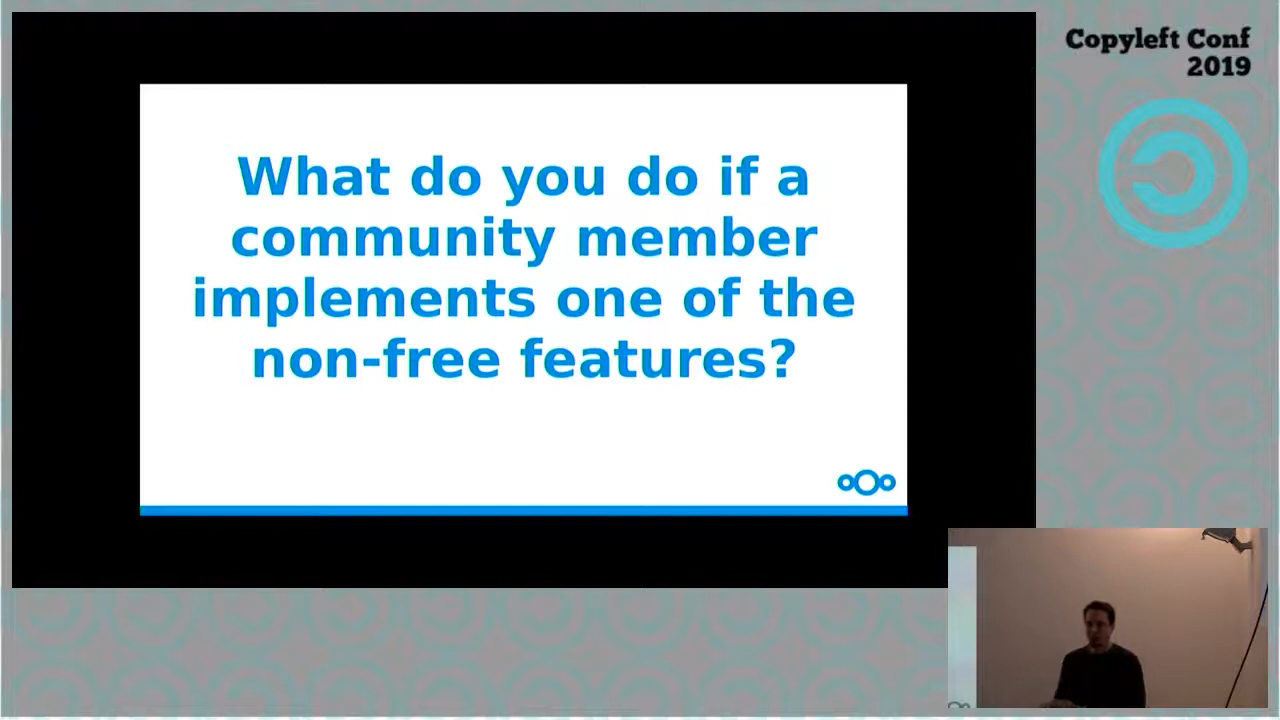 Copyleft Conf
2019
What do you do if a
community member
implements one of the
non-free features?